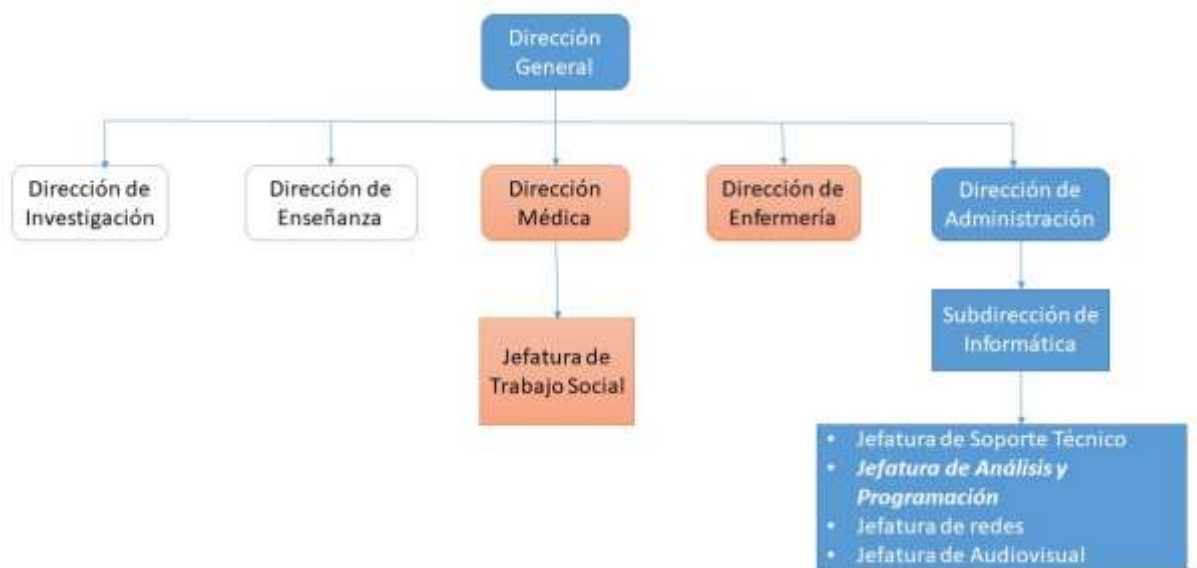 Dirección
General
Dirección de
Investigación
Dirección de
Enseñanza
Dirección
Médica
Dirección de
Enfermería
Dirección de
Administración
Subdirección de
Informática
Jefatura de
Trabajo Social
• Jefatura de Soporte Técnico
• Jefatura de Análisis y
Programación
• Jefatura de redes
• Jefatura de Audiovisual